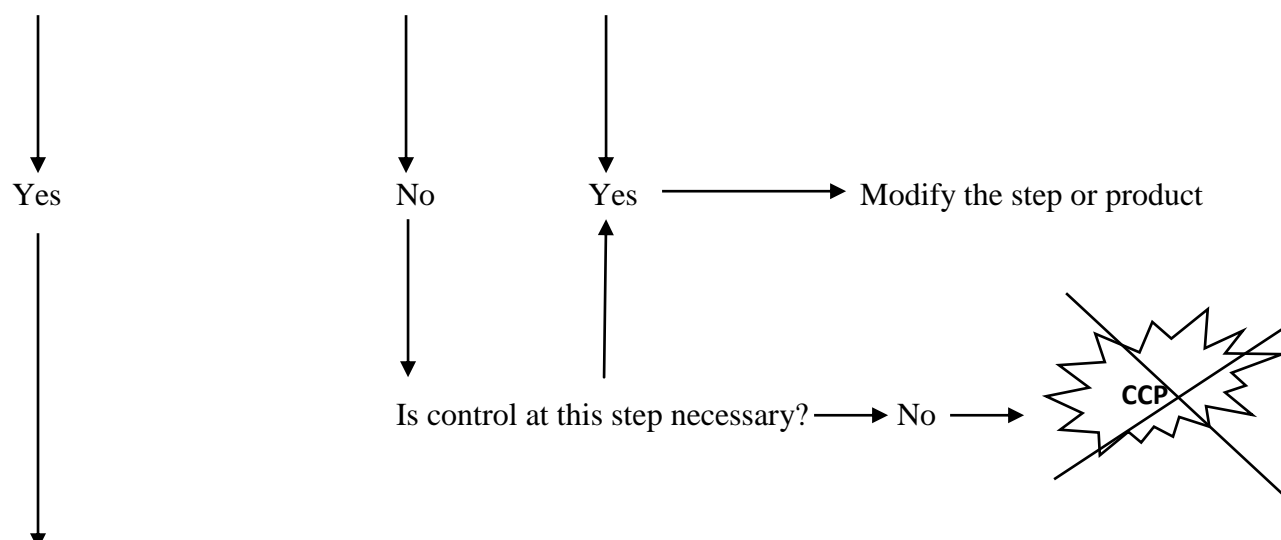 Yes No Yes Modify the step or product
CCP
Is control at this step necessary? No